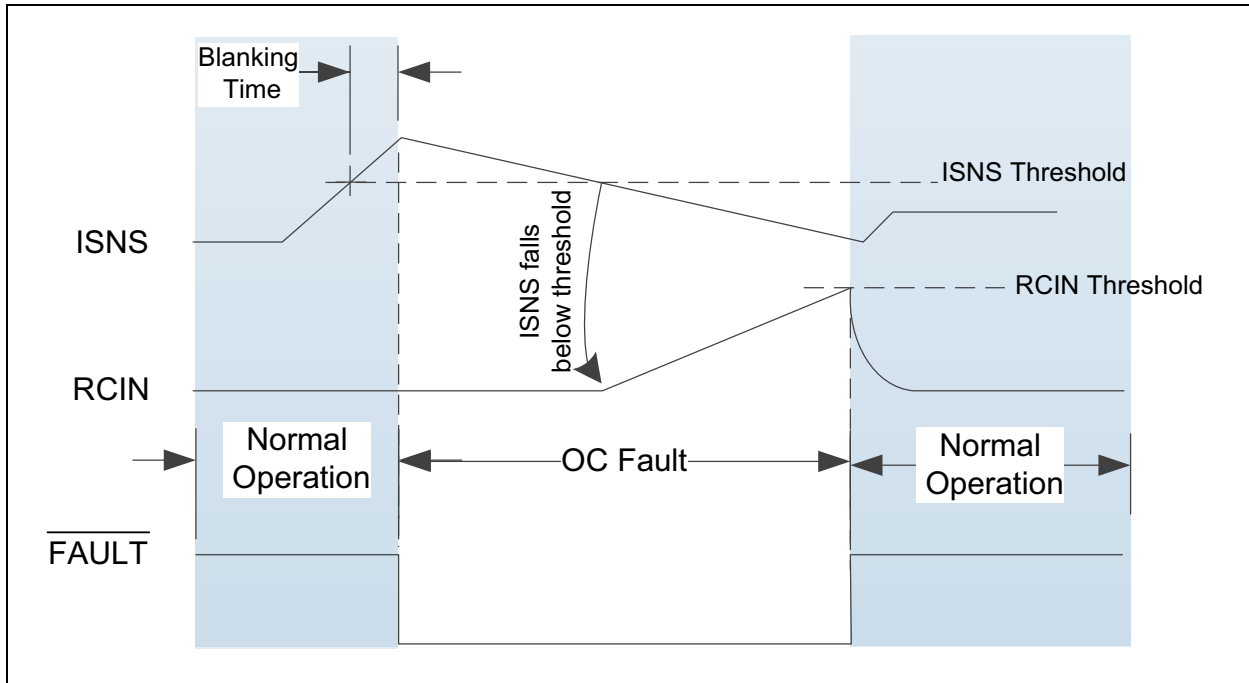 Blanking
Time
ISNS Threshold
ISNS
ISNS falls
below threshold
RCIN Threshold
RCIN
Normal
Operation
OC Fault
Normal
Operation
FAULT